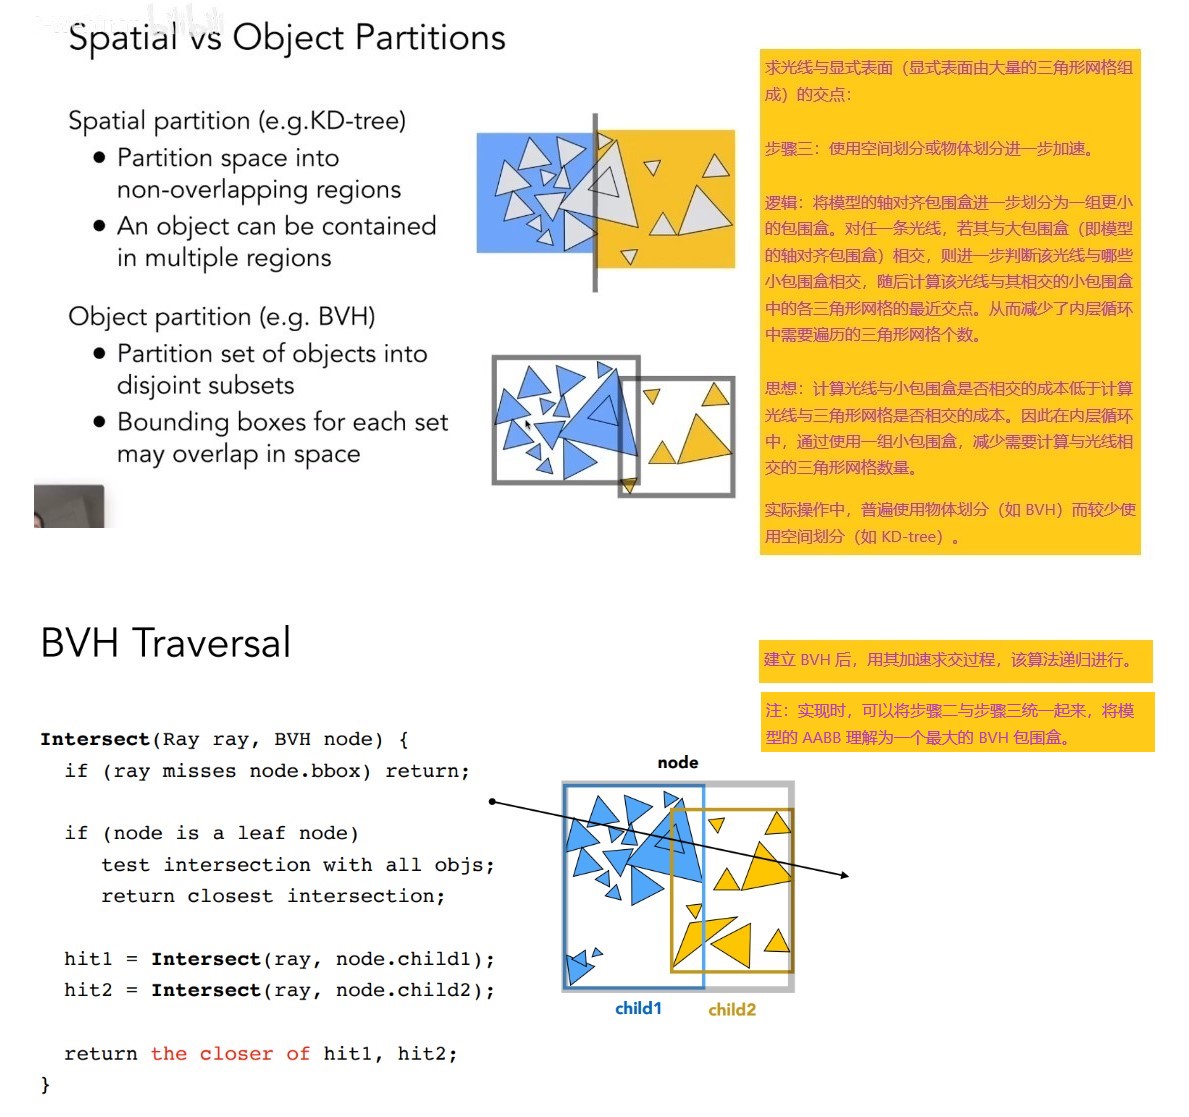 Spatial vs Object Partitions
Spatial partition (e.g.KD-tree)
● Partition space into
non-overlapping regions
● An object can be contained
in multiple regions
Object partition (e.g. BVH)
● Partition set of objects into
disjoint subsets
● Bounding boxes for each set
may overlap in space
求光线与显式表面（显式表面由大量的三角形网格组
成）的交点：
步骤三：使用空间划分或物体划分进一步加速。
逻辑：将模型的轴对齐包围盒进一步划分为一组更小
的包围盒。对任一条光线，若其与大包围盒（即模型
的轴对齐包围盒）相交，则进一步判断该光线与哪些
小包围盒相交，随后计算该光线与其相交的小包围盒
中的各三角形网格的最近交点。从而减少了内层循环
中需要遍历的三角形网格个数。
思想：计算光线与小包围盒是否相交的成本低于计算
光线与三角形网格是否相交的成本。因此在内层循环
中，通过使用一组小包围盒，减少需要计算与光线相
交的三角形网格数量。
实际操作中，普遍使用物体划分（如 BVH）而较少使
用空间划分（如 KD-tree）。
BVH Traversal
建立 BVH 后，用其加速求交过程，该算法递归进行。
注：实现时，可以将步骤二与步骤三统一起来，将模
型的 AABB 理解为一个最大的 BVH 包围盒。
Intersect(Ray ray, BVH node) {
if (ray misses node.bbox) return;
if (node is a leaf node)
test intersection with all objs;
return closest intersection;
hit1 = Intersect(ray, node.child1);
hit2 = Intersect(ray, node.child2);
return the closer of hit1, hit2;
}
node
child1
child2